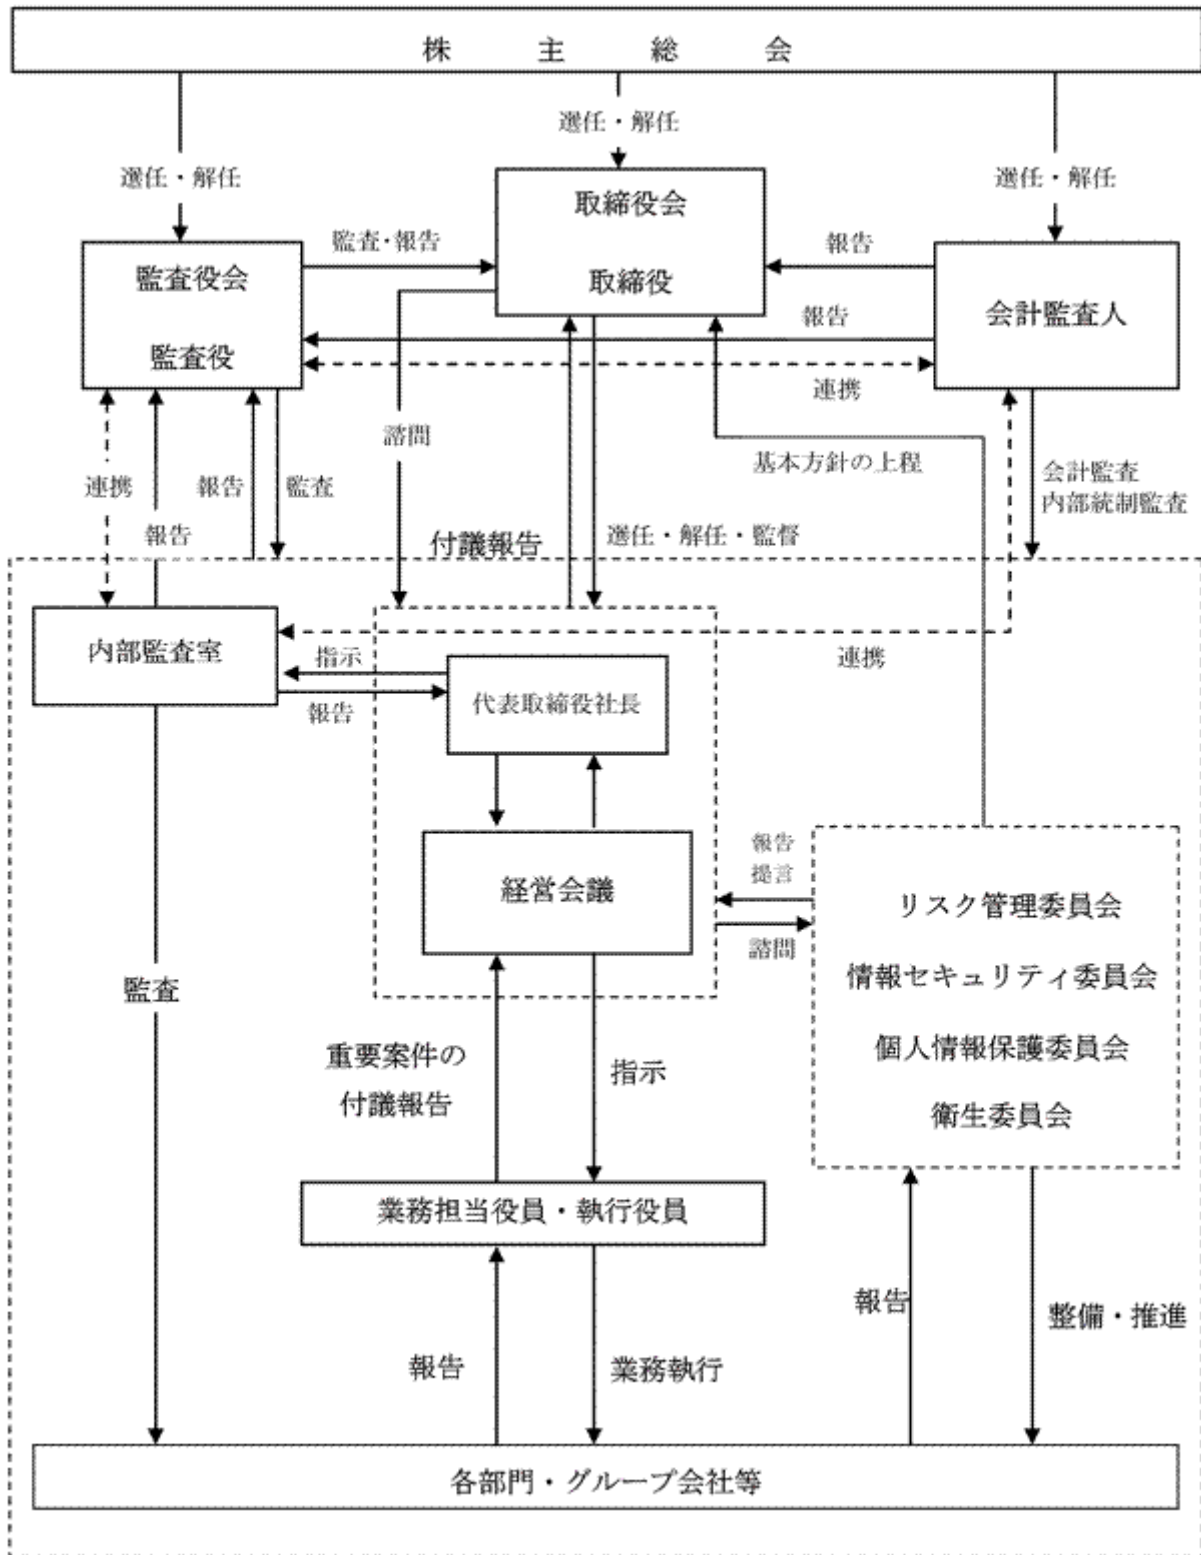 株主総会
選任・解任
選任・解任
選任・解任
取締役会
取締役
監査役会
監査役
監査・報告
報告
会計監査人
報告
連携
諮問
基本方針の上程
会計監査
内部統制監査
連携
報告
報告
監査
付議報告
選任・解任・監督
内部監査室
指示
報告
代表取締役社長
連携
経営会議
報告
提言
諮問
リスク管理委員会
情報セキュリティ委員会
個人情報保護委員会
衛生委員会
監査
重要案件の
付議報告
指示
業務担当役員・執行役員
報告
業務執行
報告
整備・推進
各部門・グループ会社等